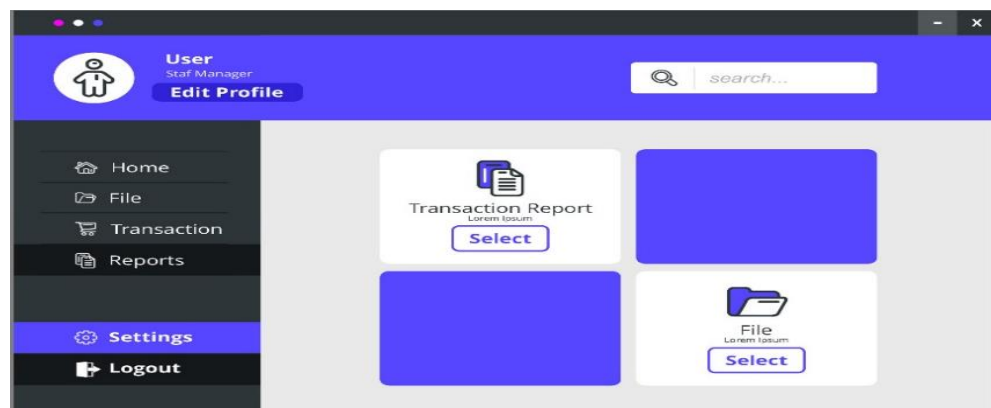 User
Staf Manager
Edit Profile
search...
Home
File
Transaction
Reports
Settings
Logout
Transaction Report
Lorem Ipsum
Select
File
Lorem Ipsum
Select